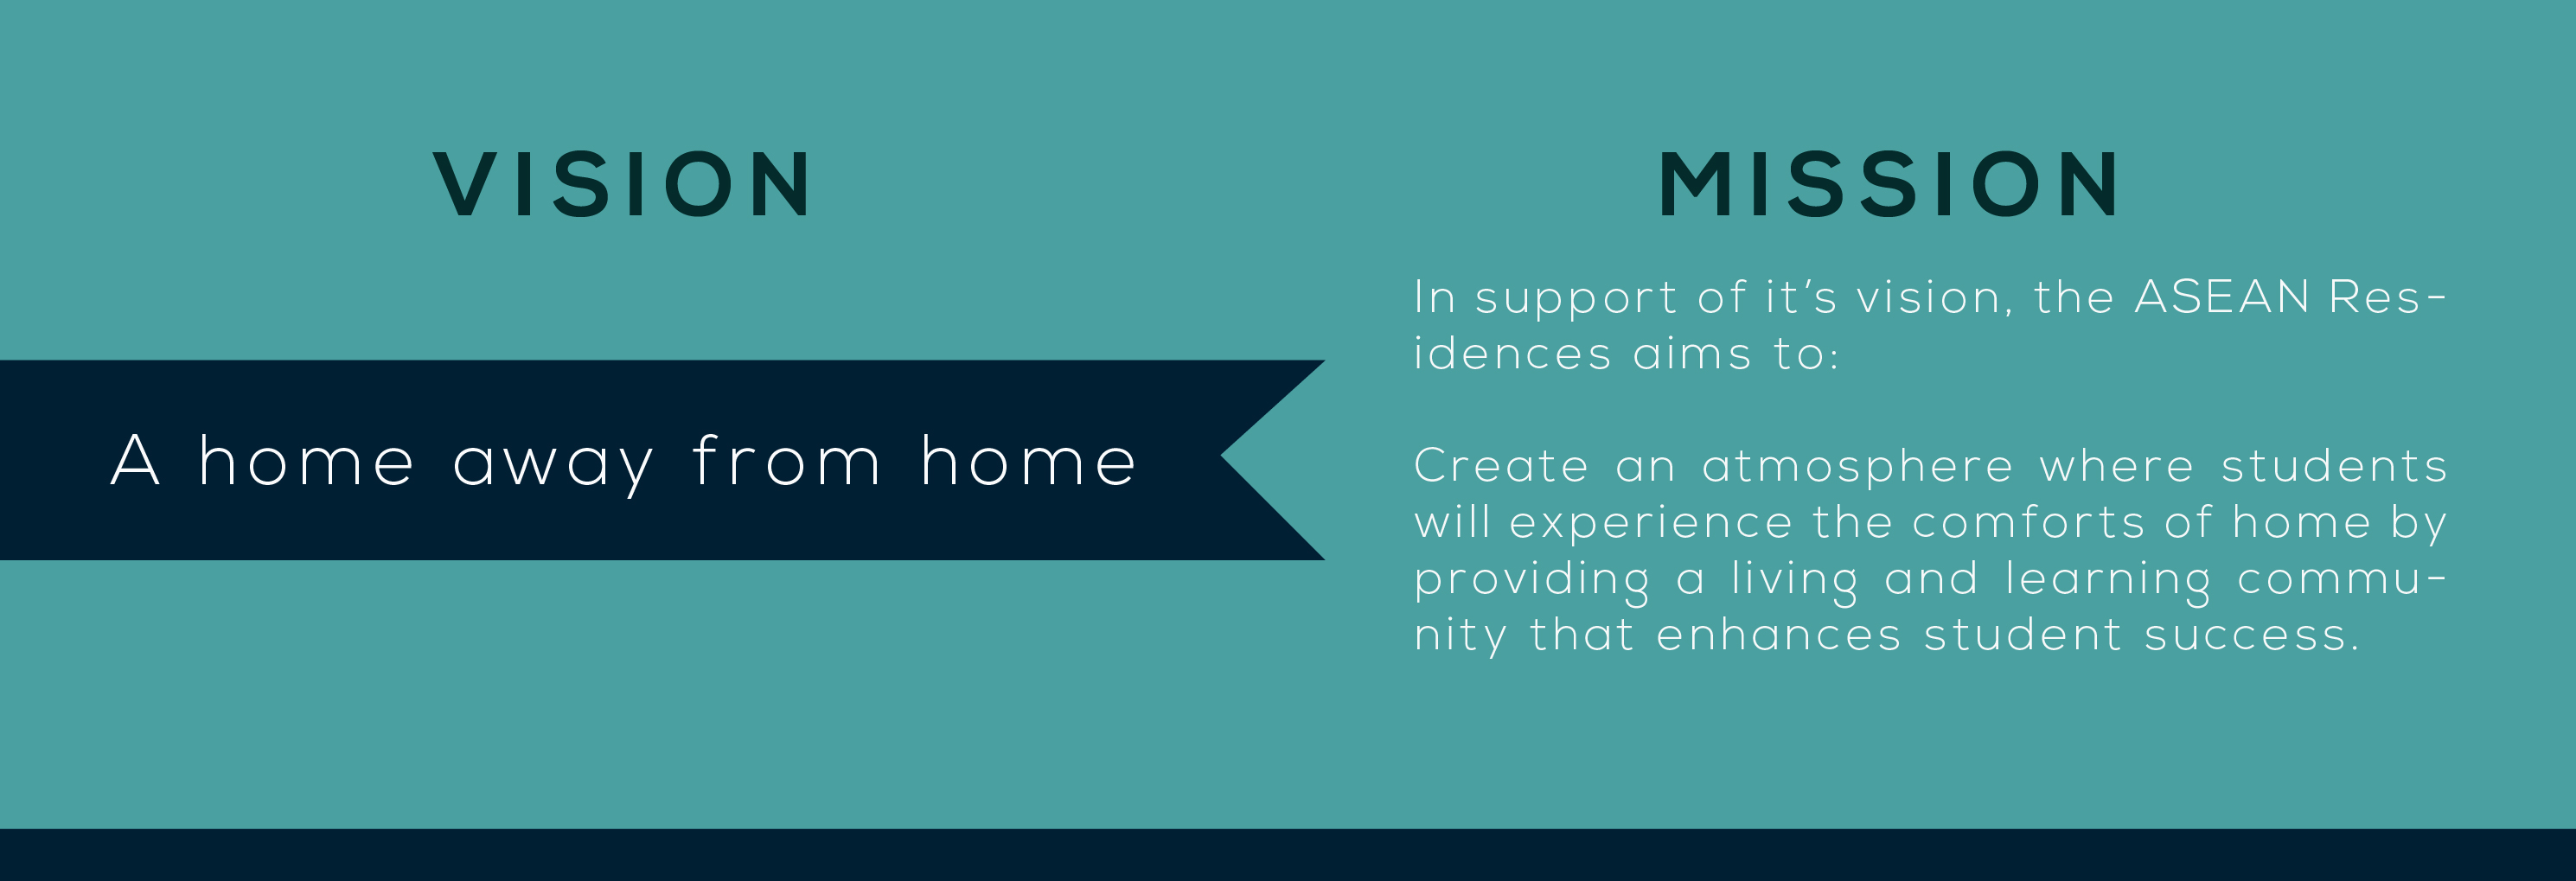 VISION
A home away from home
MISSION
In support of it’s vision, the ASEAN Res-
idences aims to:
Create an atmosphere where students
will experience the comforts of home by
providing a living and learning commu-
nity that enhances student success.